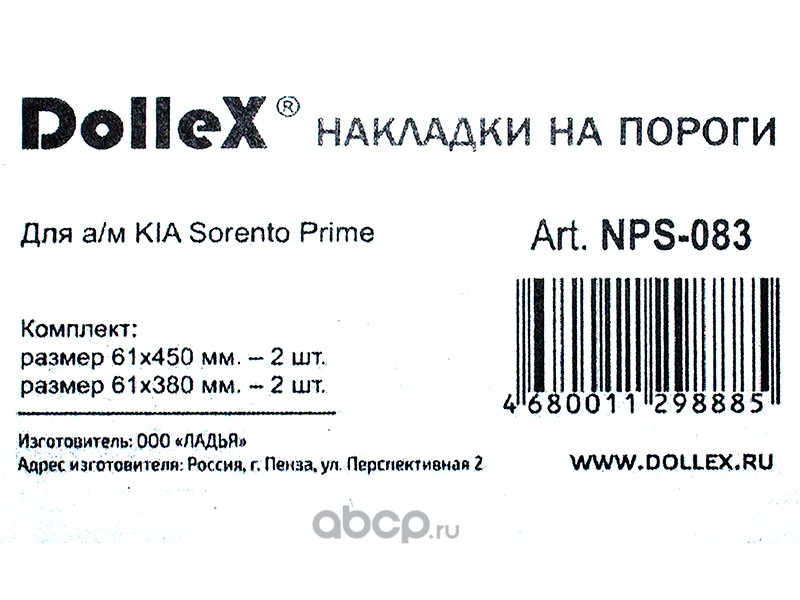 DolleX® НАКЛАДКИ НА ПОРОГИ
Для а/м KIA Sorento Prime
Art. NPS-083
Комплект:
размер 61х450 мм. – 2 шт.
размер 61х380 мм. – 2 шт.
4 680011 298885
Изготовитель: ООО «ЛАДЬЯ»
Адрес изготовителя: Россия, г. Пенза, ул. Перспективная 2
WWW.DOLLEX.RU
abcp.ru